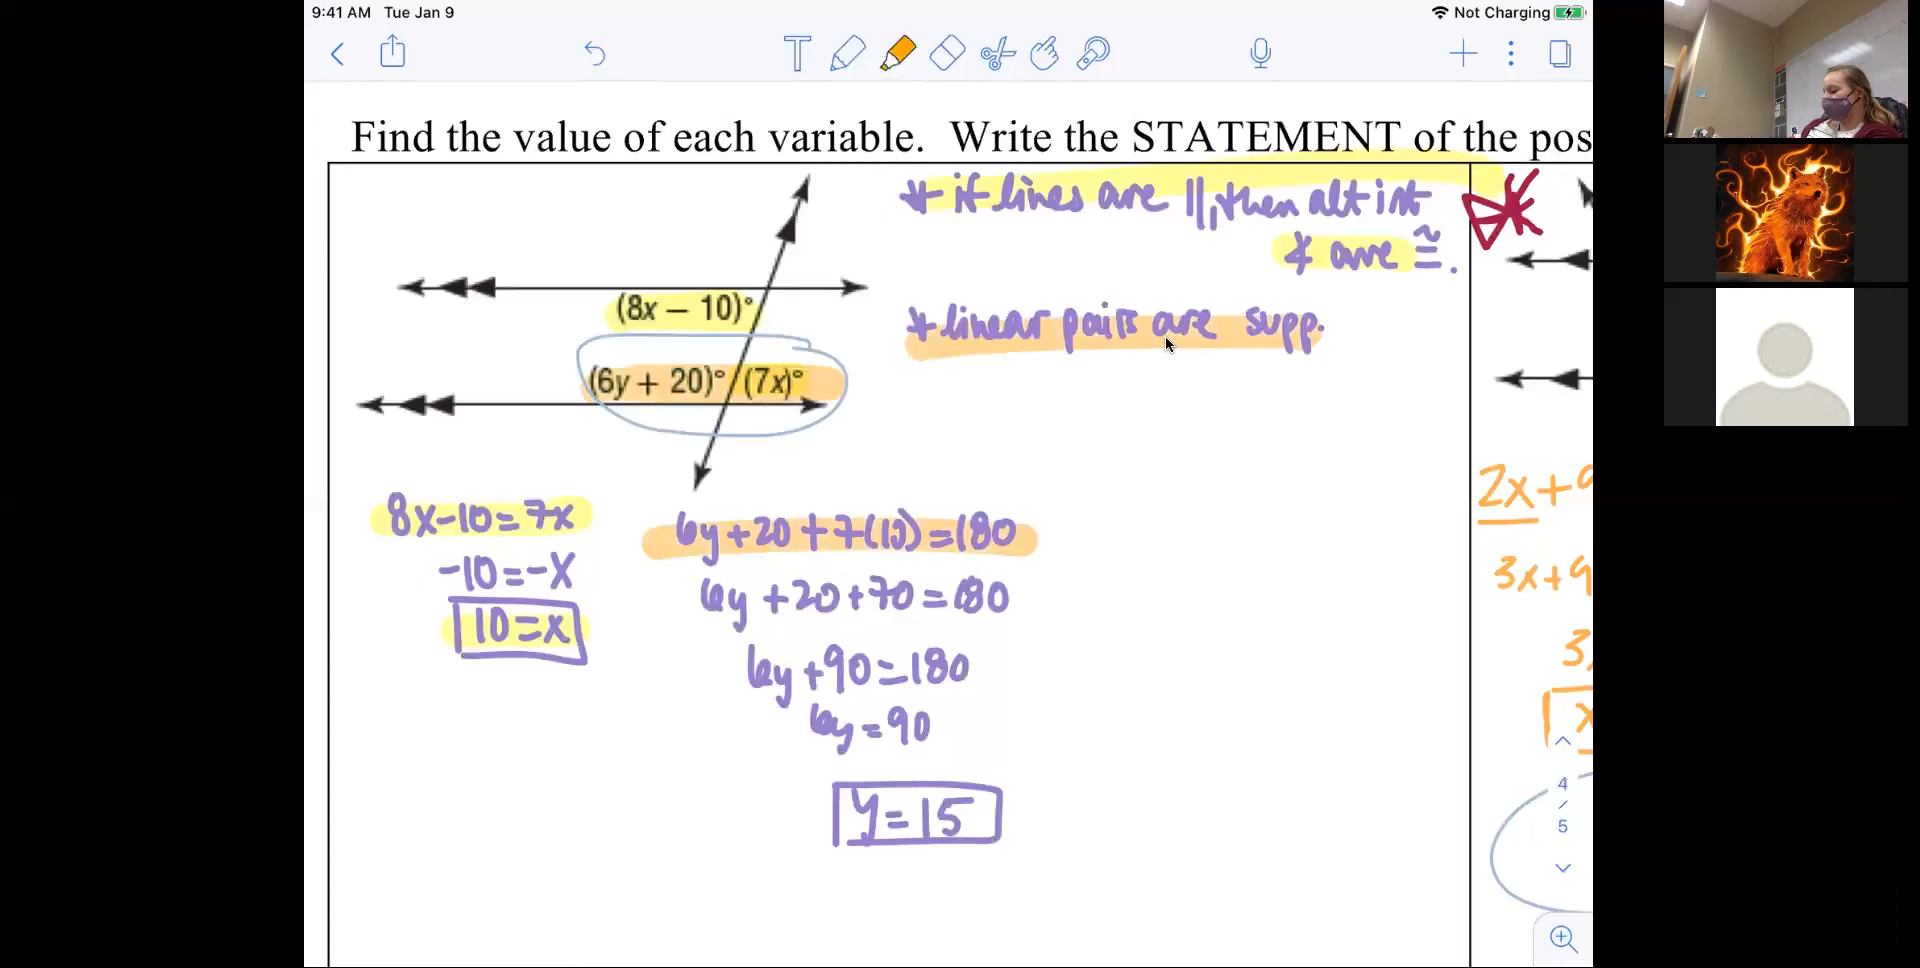 9:41 AM Tue Jan 9
Not Charging
Find the value of each variable. Write the STATEMENT of the pos
* if lines are ||, then alt int
∡ are ≅.
* linear pairs are supp.
(8x – 10)°
(6y + 20)° (7x)°
8x-10=7x
-10=-x
10=x
6y+20+7(10)=180
6y+20+70=180
6y+90=180
6y=90
y=15
2x+9
3x+9
3x
x
4
/
5